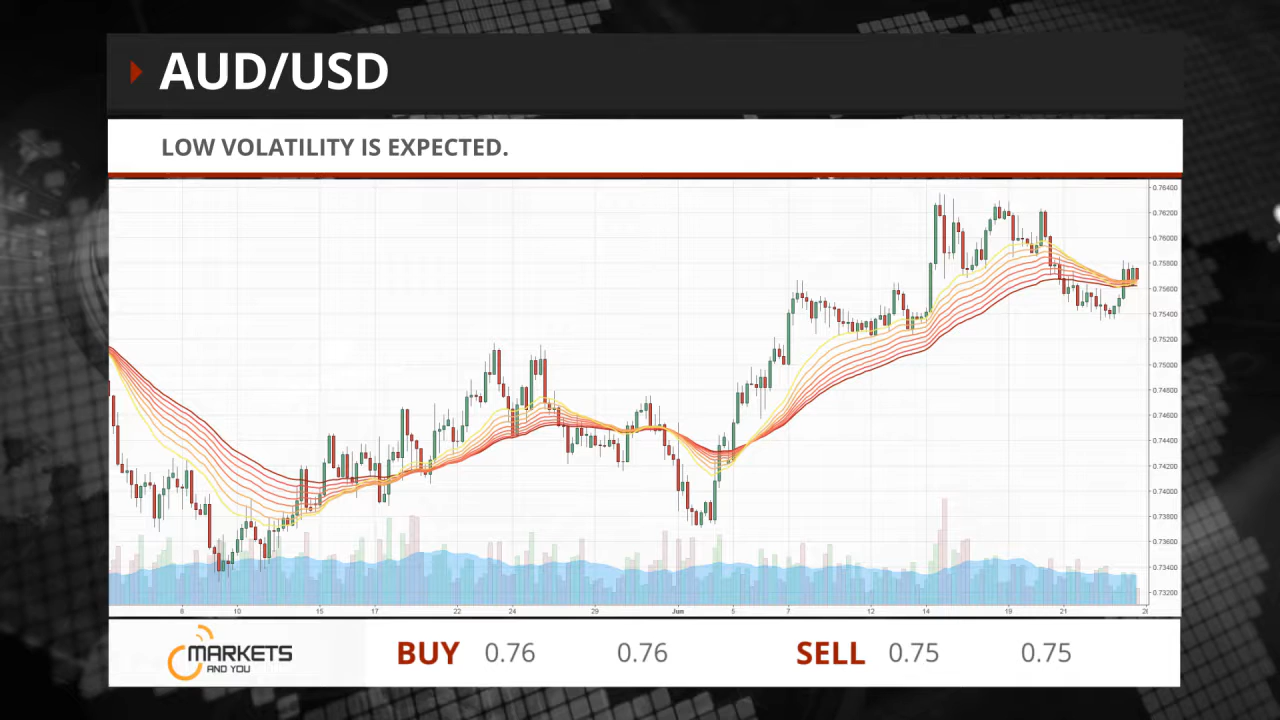 AUD/USD
LOW VOLATILITY IS EXPECTED.
0.76400
0.76200
0.76000
0.75800
0.75600
0.75400
0.75200
0.75000
0.74800
0.74600
0.74400
0.74200
0.74000
0.73800
0.73600
0.73400
0.73200
8 10 15 17 22 24 29 Jun 5 7 12 14 19 21
MARKETS
AND YOU
BUY 0.76 0.76 SELL 0.75 0.75